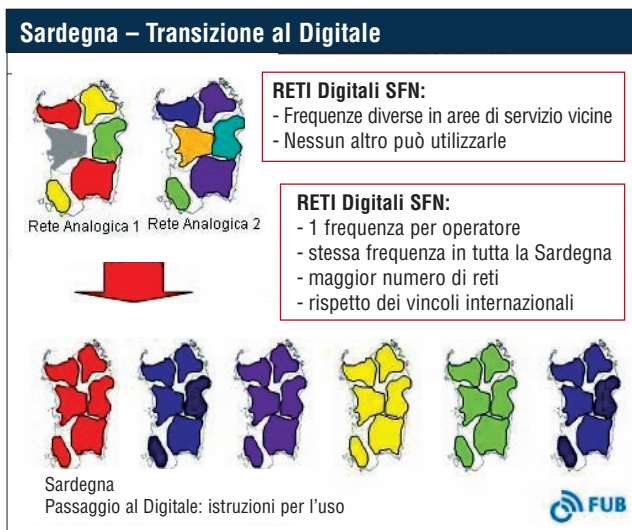 Sardegna – Transizione al Digitale
RETI Digitali SFN:
- Frequenze diverse in aree di servizio vicine
- Nessun altro può utilizzarle
Rete Analogica 1
Rete Analogica 2
RETI Digitali SFN:
- 1 frequenza per operatore
- stessa frequenza in tutta la Sardegna
- maggior numero di reti
- rispetto dei vincoli internazionali
Sardegna
Passaggio al Digitale: istruzioni per l'uso
FUB